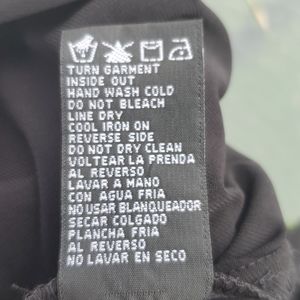 TURN GARMENT
INSIDE OUT
HAND WASH COLD
DO NOT BLEACH
LINE DRY
COOL IRON ON
REVERSE SIDE
DO NOT DRY CLEAN
VOLTEAR LA PRENDA
AL REVERSO
LAVAR A MANO
CON AGUA FRIA
NO USAR BLANQUEADOR
SECAR COLGADO
PLANCHA FRIA
AL REVERSO
NO LAVAR EN SECO